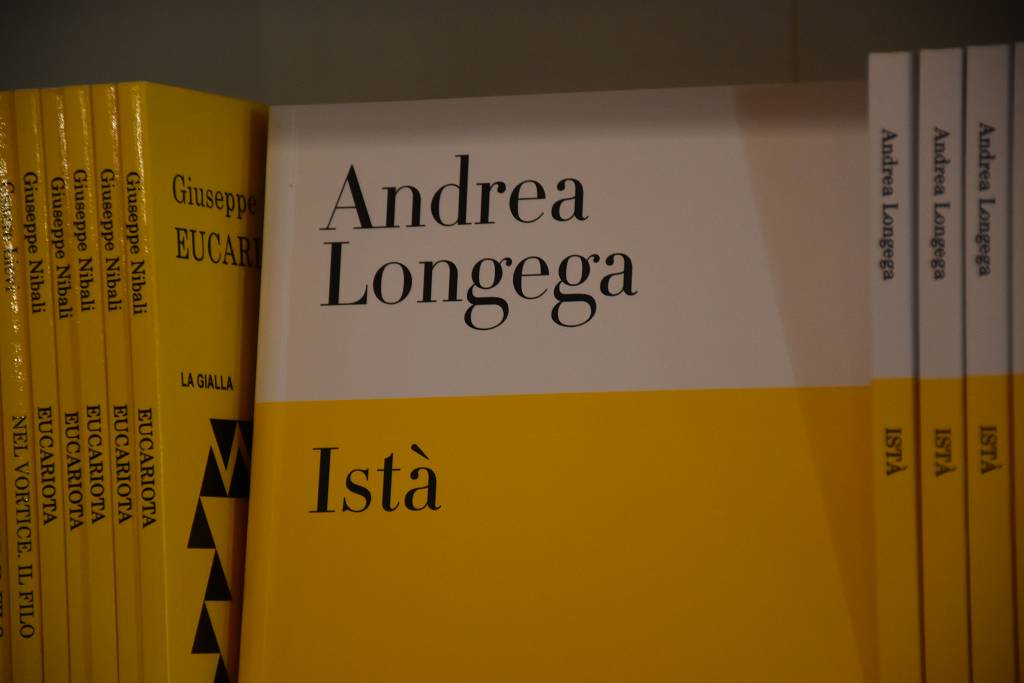 NEL VORTICE. IL FILO
Giuseppe Nibali EUCARIOTA
Giuseppe Nibali EUCARIOTA
Giuseppe Nibali EUCARIOTA
Giuseppe Nibali EUCARIOTA
Giuseppe Nibali EUCARIOTA
Giuseppe
EUCARI
LA GIALLA
Andrea
Longega
Istà
Andrea Longega ISTÀ
Andrea Longega ISTÀ
Andrea Longega ISTÀ